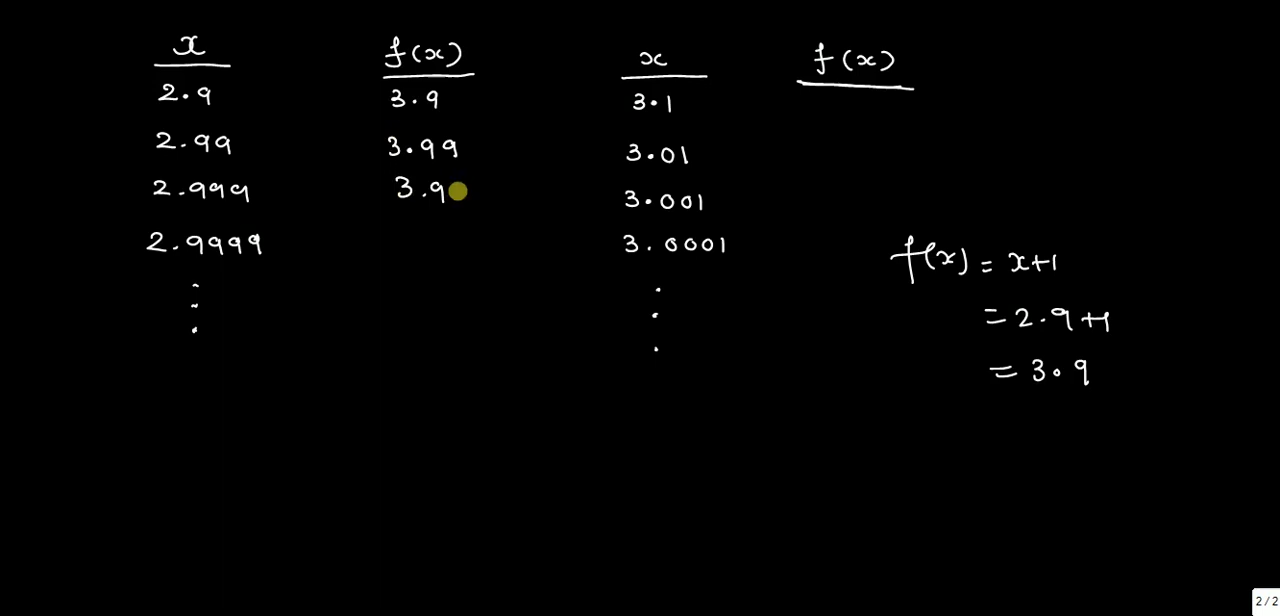 x f(x) x f(x)
2.9 3.9 3.1
2.99 3.99 3.01
2.999 3.9 3.001
2.9999 3.0001
f(x) = x+1
= 2.9+1
= 3.9
2/2